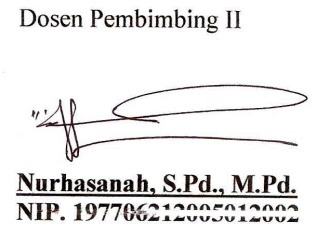 Dosen Pembimbing II
Nurhasanah, S.Pd., M.Pd.
NIP. 197706212005012002